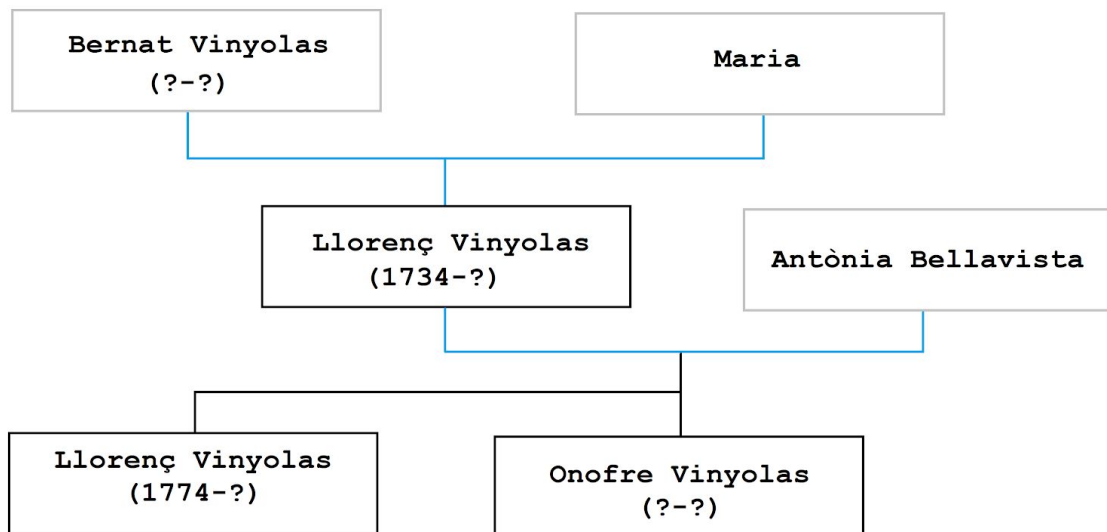 Bernat Vinyolas
(?-?)
Maria
Llorenç Vinyolas
(1734-?)
Antònia Bellavista
Llorenç Vinyolas
(1774-?)
Onofre Vinyolas
(?-?)